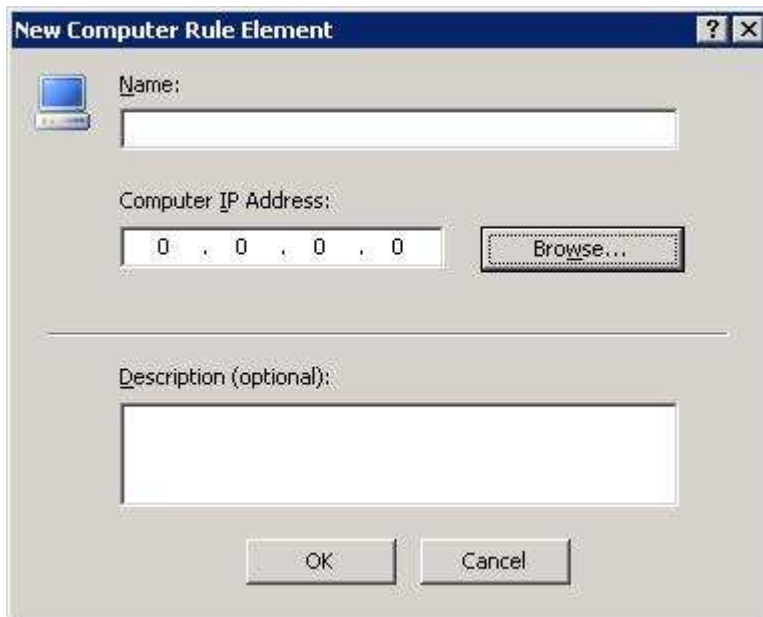 New Computer Rule Element
Name:
Computer IP Address:
0 . 0 . 0 . 0
Browse...
Description (optional):
OK
Cancel